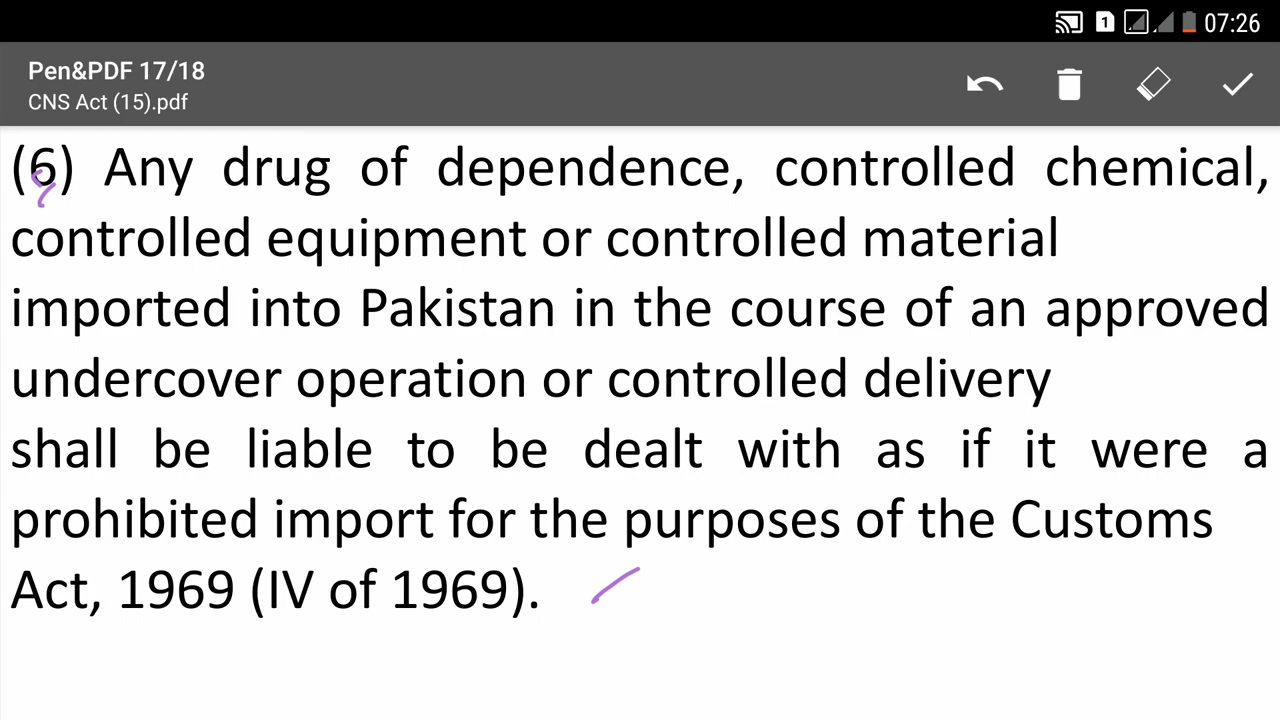 1 07:26
Pen&PDF 17/18
CNS Act (15).pdf
(6) Any drug of dependence, controlled chemical,
controlled equipment or controlled material
imported into Pakistan in the course of an approved
undercover operation or controlled delivery
shall be liable to be dealt with as if it were a
prohibited import for the purposes of the Customs
Act, 1969 (IV of 1969).